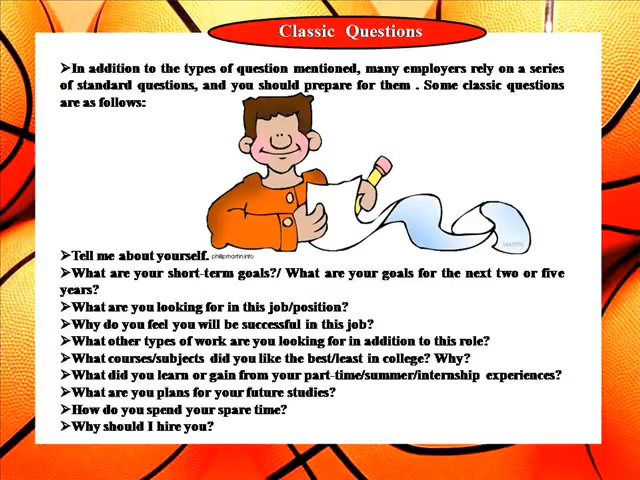 Classic Questions
➢In addition to the types of question mentioned, many employers rely on a series
of standard questions, and you should prepare for them . Some classic questions
are as follows:
➢Tell me about yourself.
philipmartin.info
➢What are your short-term goals?/ What are your goals for the next two or five
years?
➢What are you looking for in this job/position?
➢Why do you feel you will be successful in this job?
➢What other types of work are you looking for in addition to this role?
➢What courses/subjects did you like the best/least in college? Why?
➢What did you learn or gain from your part-time/summer/internship experiences?
➢What are you plans for your future studies?
➢How do you spend your spare time?
➢Why should I hire you?